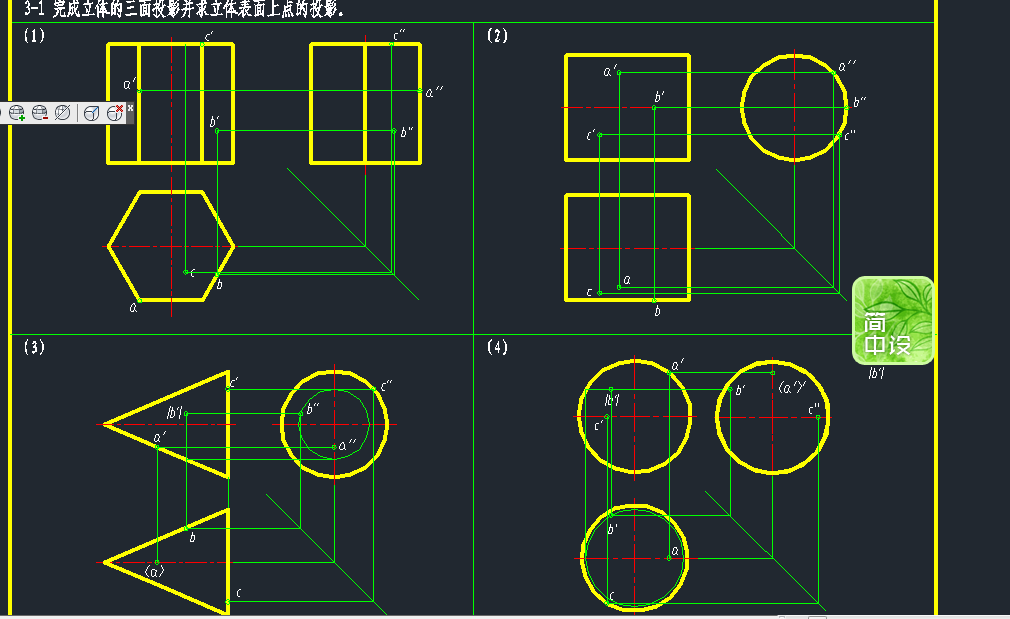 3-1 完成立体的三面投影并求立体表面上点的投影.
(1)
c'
c''
a'
a''
b'
b''
c
b
a
(2)
a'
a''
b'
b''
c'
c''
a
c
b
简
中设
(b')
(3)
c'
c''
(b')
b''
a'
a''
b
(a)
c
(4)
a'
b'
(a')'
(b')
c'
c''
b'
a
c